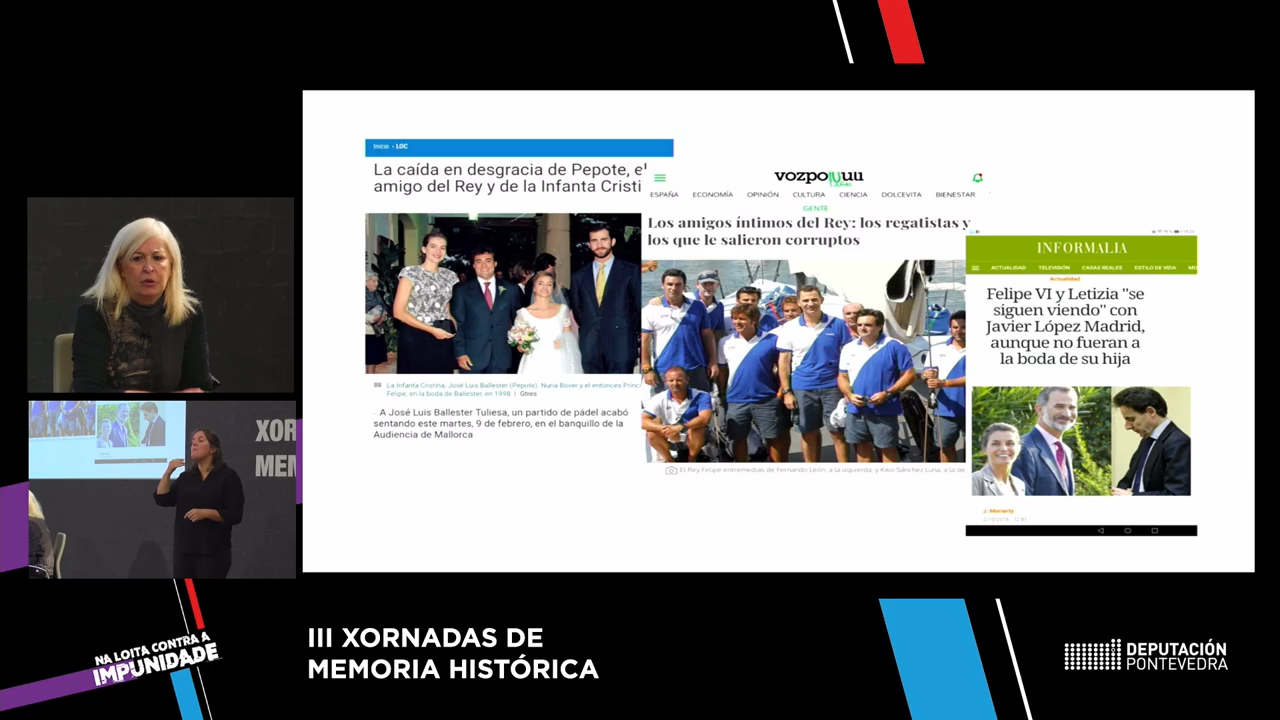 Inicio › LOC
La caída en desgracia de Pepote, el
amigo del Rey y de la Infanta Cristi
La Infanta Cristina, José Luis Ballester (Pepote), Nuria Bover y el entonces Prínci
Felipe, en la boda de Ballester, en 1998. | Gtres
A José Luis Ballester Tuliesa, un partido de pádel acabó
sentando este martes, 9 de febrero, en el banquillo de la
Audiencia de Mallorca
ESPAÑA ECONOMÍA OPINIÓN CULTURA CIENCIA DOLCEVITA BIENESTAR
GENTE
Los amigos íntimos del Rey: los regatistas y
los que le salieron corruptos
El Rey Felipe entremedias de Fernando León, a la izquierda, y Kiko Sánchez Luna, a la de
INFORMALIA
ACTUALIDAD TELEVISIÓN CASAS REALES ESTILO DE VIDA MO
Actualidad
Felipe VI y Letizia "se
siguen viendo" con
Javier López Madrid,
aunque no fueran a
la boda de su hija
J. Moriarty
XOR
MEM
NA LOITA CONTRA A
IMPUNIDADE
III XORNADAS DE
MEMORIA HISTÓRICA
DEPUTACIÓN
PONTEVEDRA